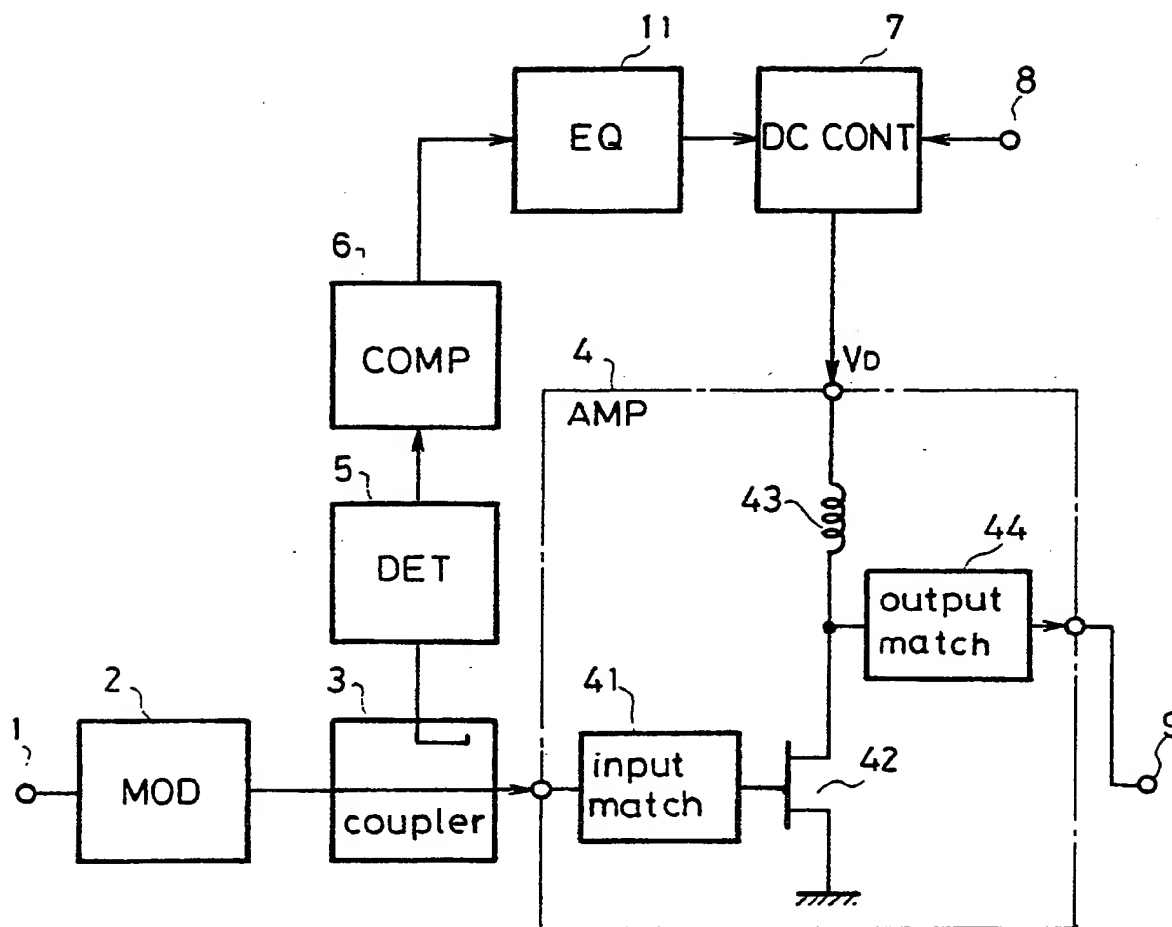 11
7
8
EQ
DC CONT
6
COMP
4
VD
AMP
5
43
44
DET
output
match
2
3
41
9
1
input
match
42
MOD
coupler